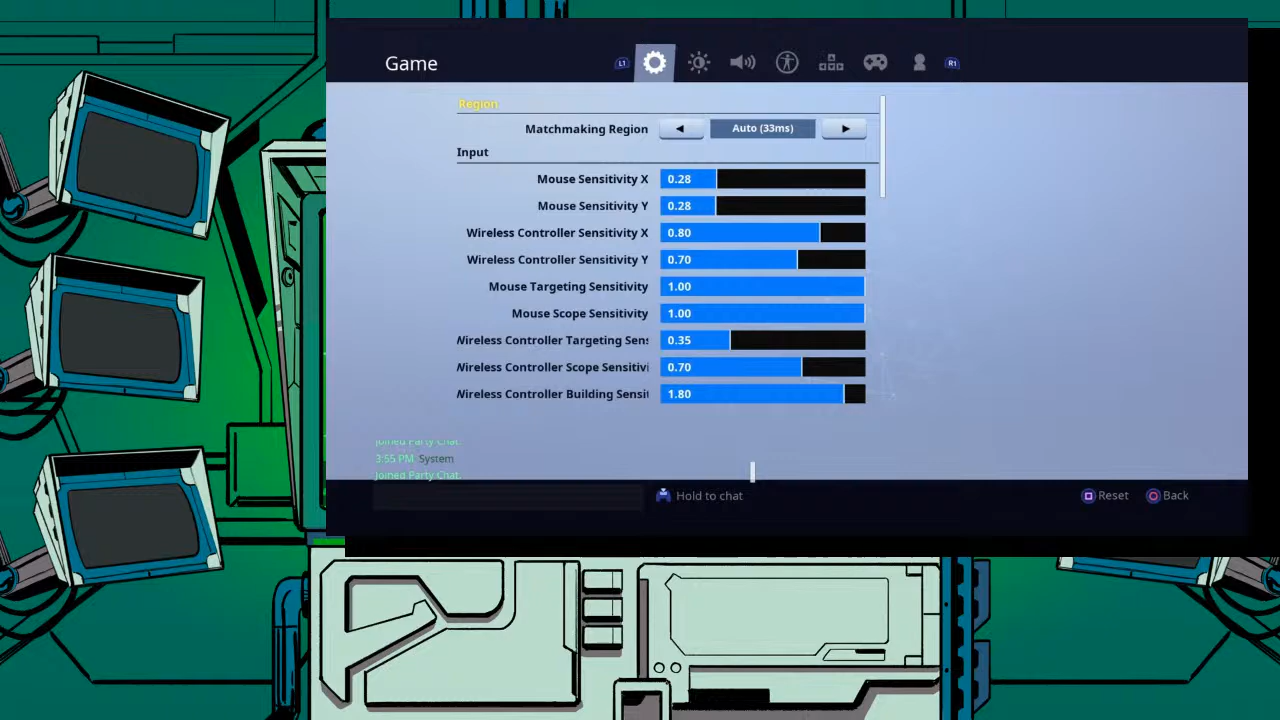 Game
L1
R1
Region
Matchmaking Region Auto (33ms)
Input
Mouse Sensitivity X 0.28
Mouse Sensitivity Y 0.28
Wireless Controller Sensitivity X 0.80
Wireless Controller Sensitivity Y 0.70
Mouse Targeting Sensitivity 1.00
Mouse Scope Sensitivity 1.00
Wireless Controller Targeting Sens 0.35
Wireless Controller Scope Sensitivi 0.70
Wireless Controller Building Sensit 1.80
Joined Party Chat.
3:55 PM System
Joined Party Chat.
Hold to chat
Reset
Back